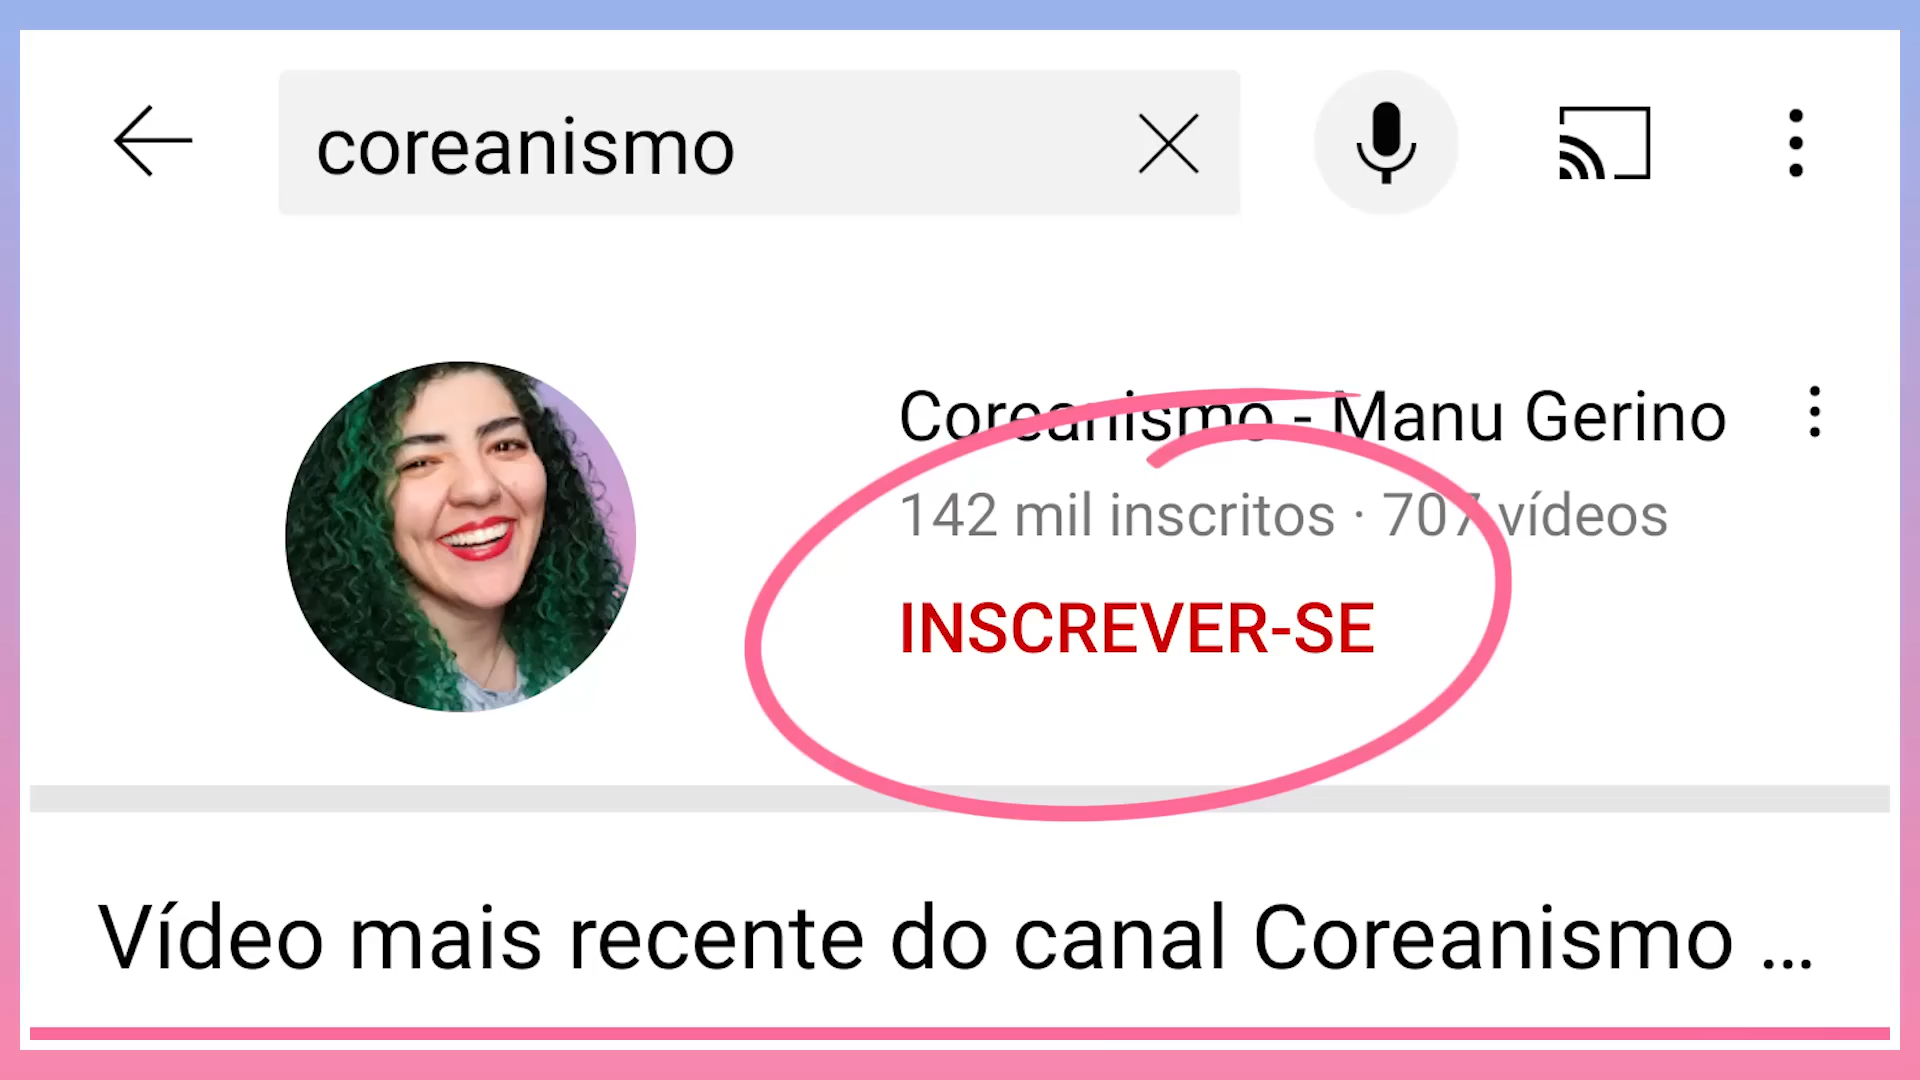 coreanismo
Coreanismo - Manu Gerino
142 mil inscritos · 707 vídeos
INSCREVER-SE
Vídeo mais recente do canal Coreanismo ...